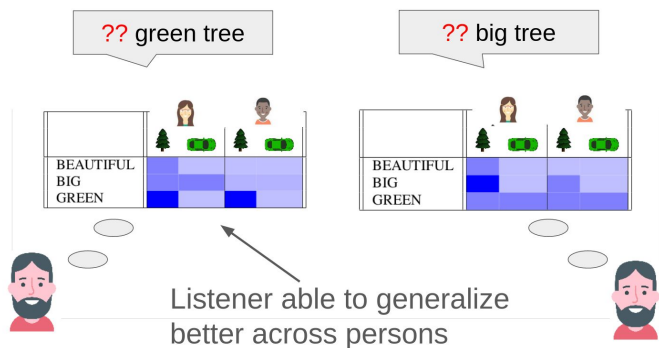 ?? green tree
?? big tree
BEAUTIFUL
BIG
GREEN
BEAUTIFUL
BIG
GREEN
Listener able to generalize
better across persons